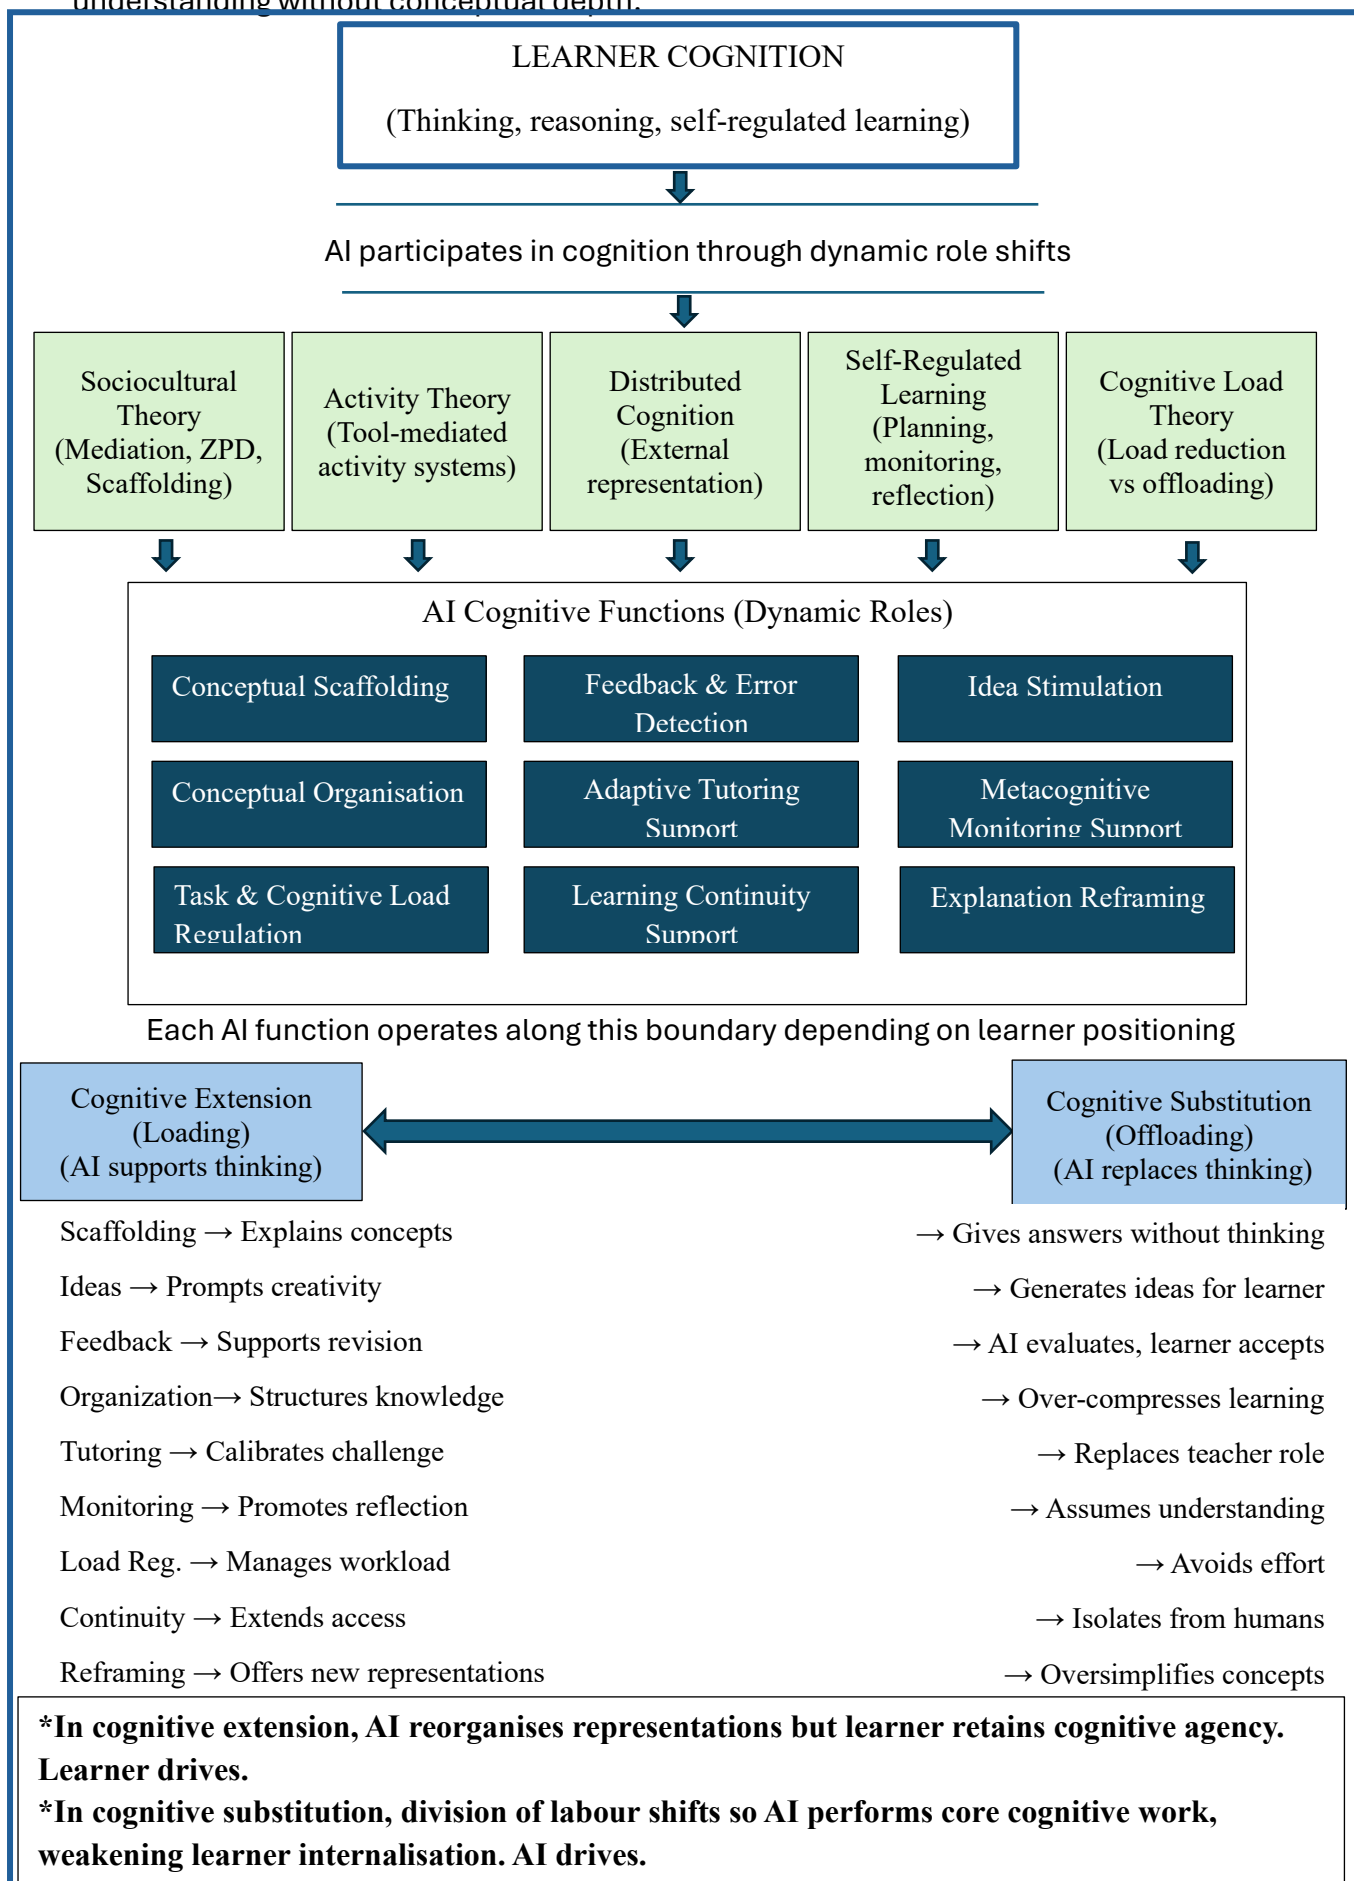 understanding without conceptual depth.
LEARNER COGNITION
(Thinking, reasoning, self-regulated learning)
AI participates in cognition through dynamic role shifts
Sociocultural
Theory
(Mediation, ZPD,
Scaffolding)
Activity Theory
(Tool-mediated
activity systems)
Distributed
Cognition
(External
representation)
Self-Regulated
Learning
(Planning,
monitoring,
reflection)
Cognitive Load
Theory
(Load reduction
vs offloading)
AI Cognitive Functions (Dynamic Roles)
Conceptual Scaffolding
Feedback & Error
Detection
Idea Stimulation
Conceptual Organisation
Adaptive Tutoring
Support
Metacognitive
Monitoring Support
Task & Cognitive Load
Regulation
Learning Continuity
Support
Explanation Reframing
Each AI function operates along this boundary depending on learner positioning
Cognitive Extension
(Loading)
(AI supports thinking)
Cognitive Substitution
(Offloading)
(AI replaces thinking)
Scaffolding → Explains concepts
→ Gives answers without thinking
Ideas → Prompts creativity
→ Generates ideas for learner
Feedback → Supports revision
→ AI evaluates, learner accepts
Organization→ Structures knowledge
→ Over-compresses learning
Tutoring → Calibrates challenge
→ Replaces teacher role
Monitoring → Promotes reflection
→ Assumes understanding
Load Reg. → Manages workload
→ Avoids effort
Continuity → Extends access
→ Isolates from humans
Reframing → Offers new representations
→ Oversimplifies concepts
*In cognitive extension, AI reorganises representations but learner retains cognitive agency.
Learner drives.
*In cognitive substitution, division of labour shifts so AI performs core cognitive work,
weakening learner internalisation. AI drives.